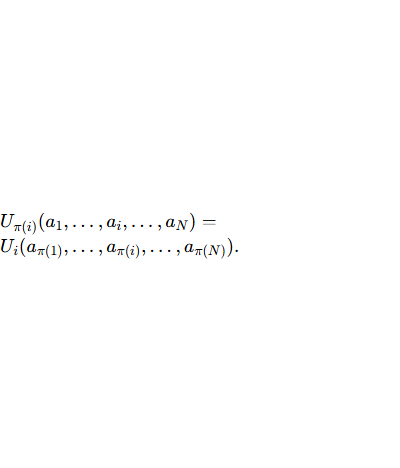 U_{π(i)}(a_1, …, a_i, …, a_N) =
U_i(a_{π(1)}, …, a_{π(i)}, …, a_{π(N)}).